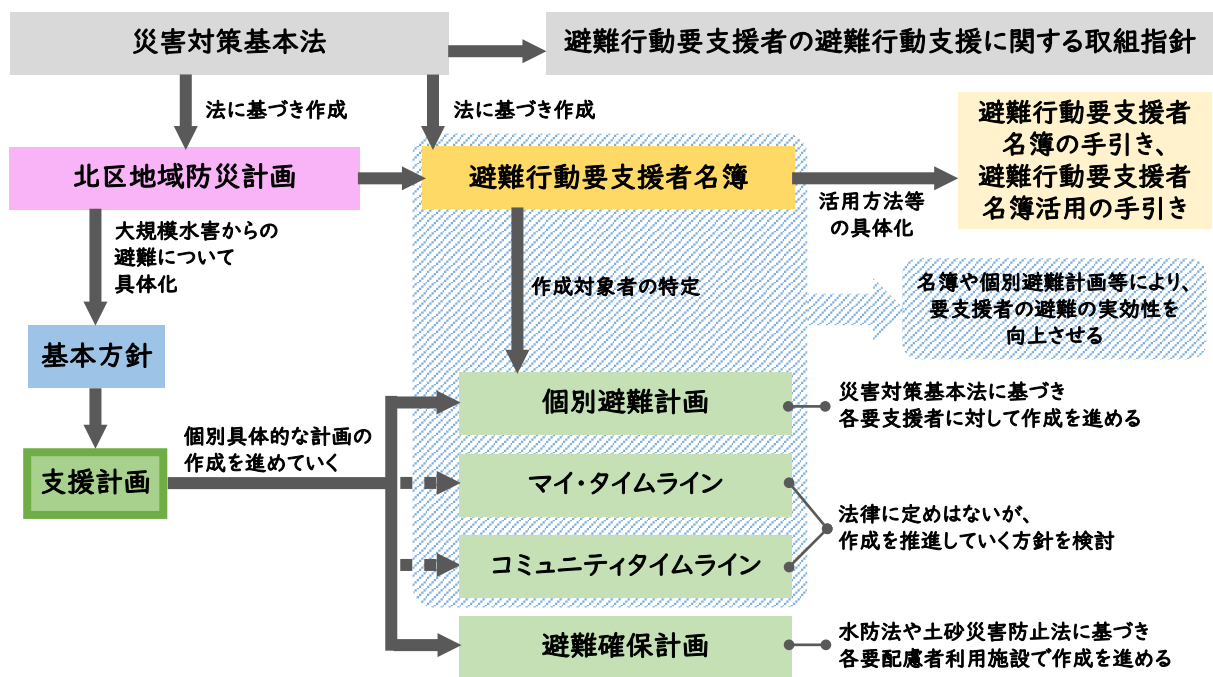 災害対策基本法
避難行動要支援者の避難行動支援に関する取組指針
法に基づき作成
法に基づき作成
避難行動要支援者
名簿の手引き、
避難行動要支援者
名簿活用の手引き
北区地域防災計画
避難行動要支援者名簿
活用方法等
の具体化
大規模水害からの
避難について
具体化
作成対象者の特定
名簿や個別避難計画等により、
要支援者の避難の実効性を
向上させる
基本方針
個別避難計画
災害対策基本法に基づき
各要支援者に対して作成を進める
個別具体的な計画の
作成を進めていく
支援計画
マイ・タイムライン
法律に定めはないが、
作成を推進していく方針を検討
コミュニティタイムライン
避難確保計画
水防法や土砂災害防止法に基づき
各要配慮者利用施設で作成を進める